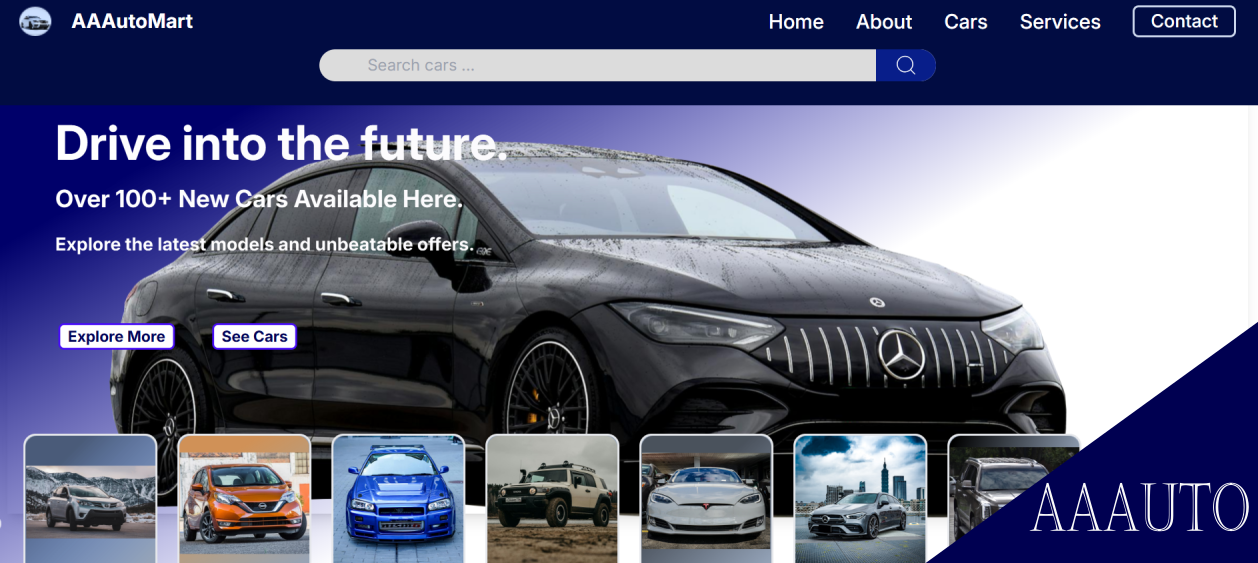 AAAutoMart
Home About Cars Services Contact
Search cars ...
Drive into the future.
Over 100+ New Cars Available Here.
Explore the latest models and unbeatable offers.
Explore More See Cars
AAAUTO